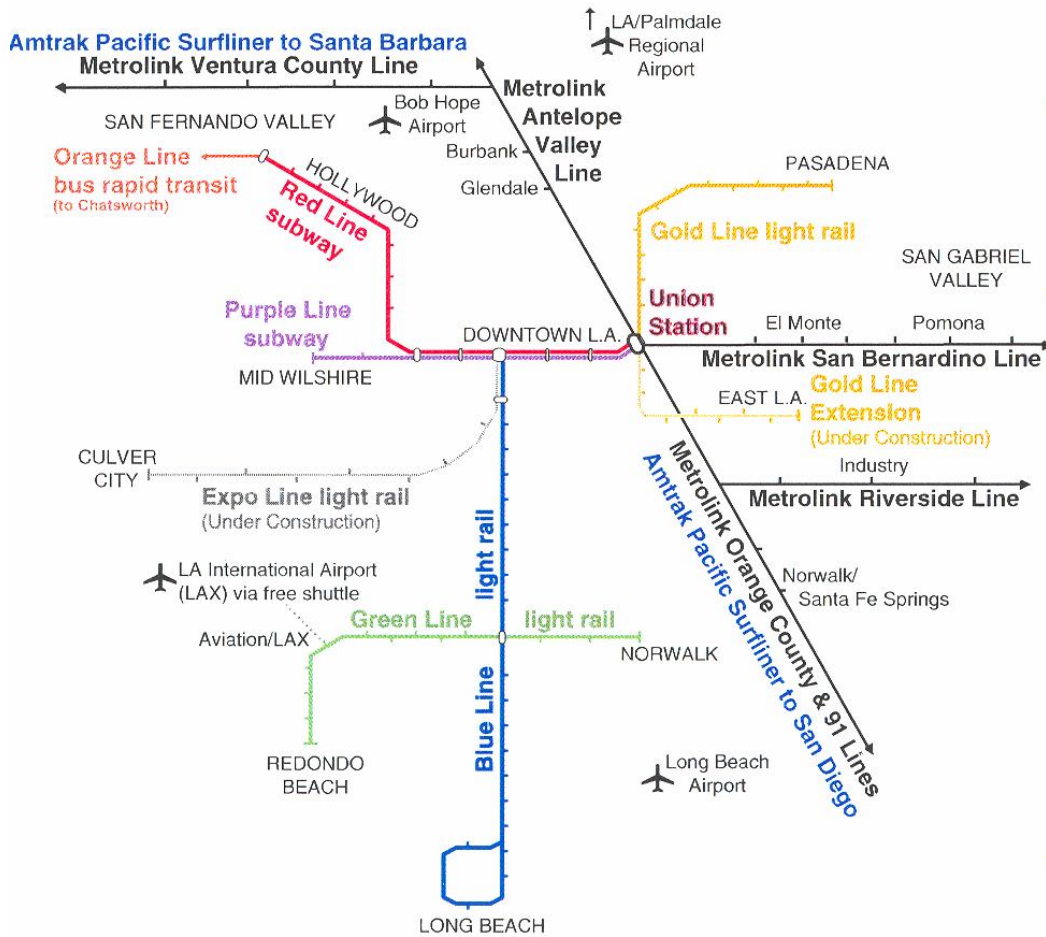 ↑ LA/Palmdale
Regional
Airport
Amtrak Pacific Surfliner to Santa Barbara
Metrolink Ventura County Line
Metrolink
Antelope
Valley
Line
Bob Hope
Airport
SAN FERNANDO VALLEY
Burbank
Glendale
Orange Line
bus rapid transit
(to Chatsworth)
HOLLYWOOD
Red Line
subway
PASADENA
Gold Line light rail
SAN GABRIEL
VALLEY
Purple Line
subway
Union
Station
DOWNTOWN L.A.
El Monte
Pomona
Metrolink San Bernardino Line
MID WILSHIRE
EAST L.A.
Gold Line
Extension
(Under Construction)
CULVER
CITY
Expo Line light rail
(Under Construction)
Industry
Metrolink Riverside Line
Metrolink Orange County & 91 Lines
Amtrak Pacific Surfliner to San Diego
LA International Airport
(LAX) via free shuttle
Norwalk/
Santa Fe Springs
Aviation/LAX
Green Line light rail
NORWALK
Blue Line light rail
REDONDO
BEACH
Long Beach
Airport
LONG BEACH